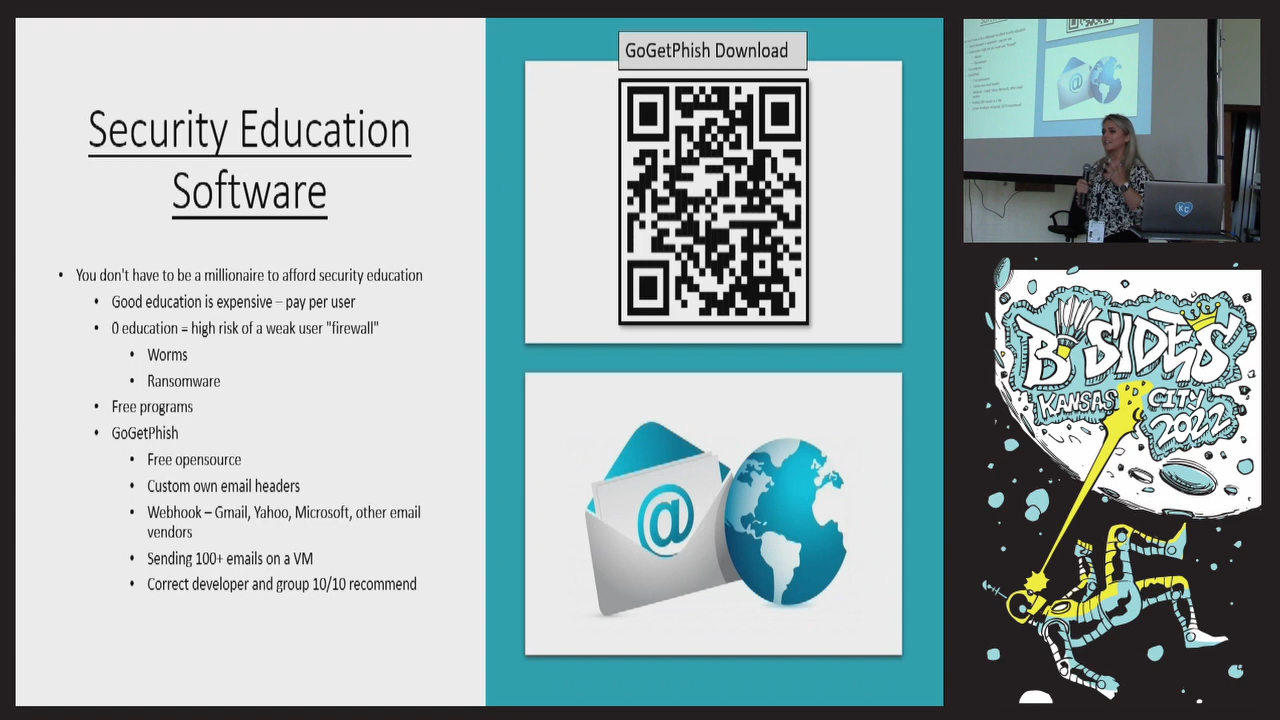 Security Education
Software
• You don't have to be a millionaire to afford security education
• Good education is expensive – pay per user
• 0 education = high risk of a weak user "firewall"
• Worms
• Ransomware
• Free programs
• GoGetPhish
• Free opensource
• Custom own email headers
• Webhook – Gmail, Yahoo, Microsoft, other email
vendors
• Sending 100+ emails on a VM
• Correct developer and group 10/10 recommend
GoGetPhish Download
@
@
KC
B SIDES
KANSAS CITY
2022